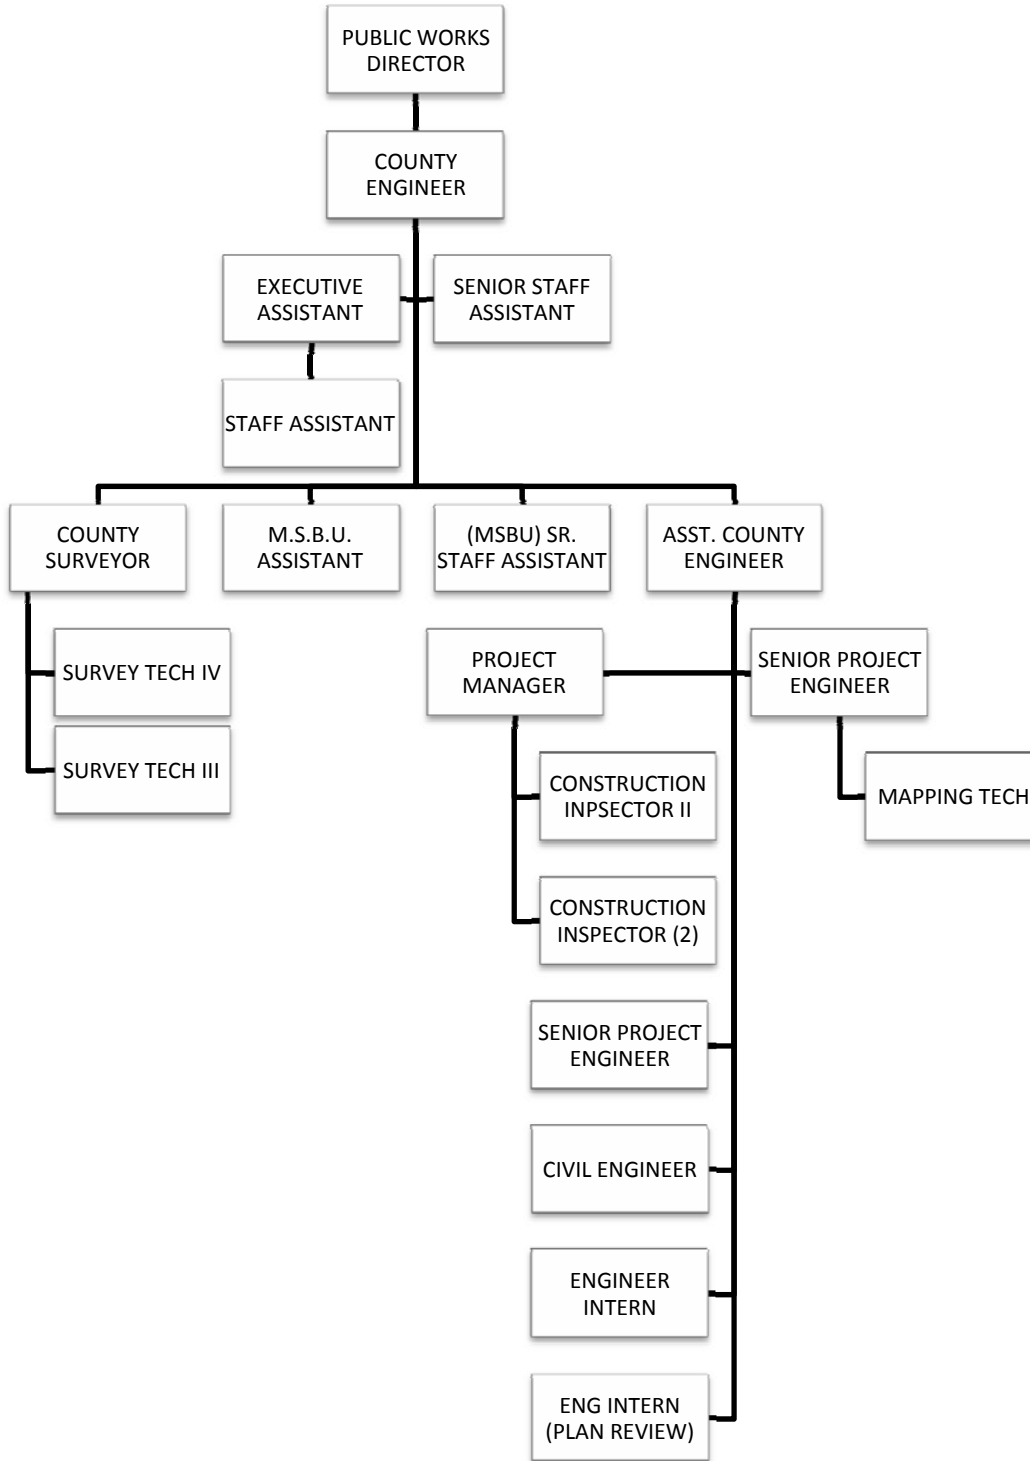 PUBLIC WORKS
DIRECTOR
COUNTY
ENGINEER
EXECUTIVE
ASSISTANT
SENIOR STAFF
ASSISTANT
STAFF ASSISTANT
COUNTY
SURVEYOR
M.S.B.U.
ASSISTANT
(MSBU) SR.
STAFF ASSISTANT
ASST. COUNTY
ENGINEER
SURVEY TECH IV
SURVEY TECH III
PROJECT
MANAGER
SENIOR PROJECT
ENGINEER
CONSTRUCTION
INPSECTOR II
MAPPING TECH
CONSTRUCTION
INSPECTOR (2)
SENIOR PROJECT
ENGINEER
CIVIL ENGINEER
ENGINEER
INTERN
ENG INTERN
(PLAN REVIEW)